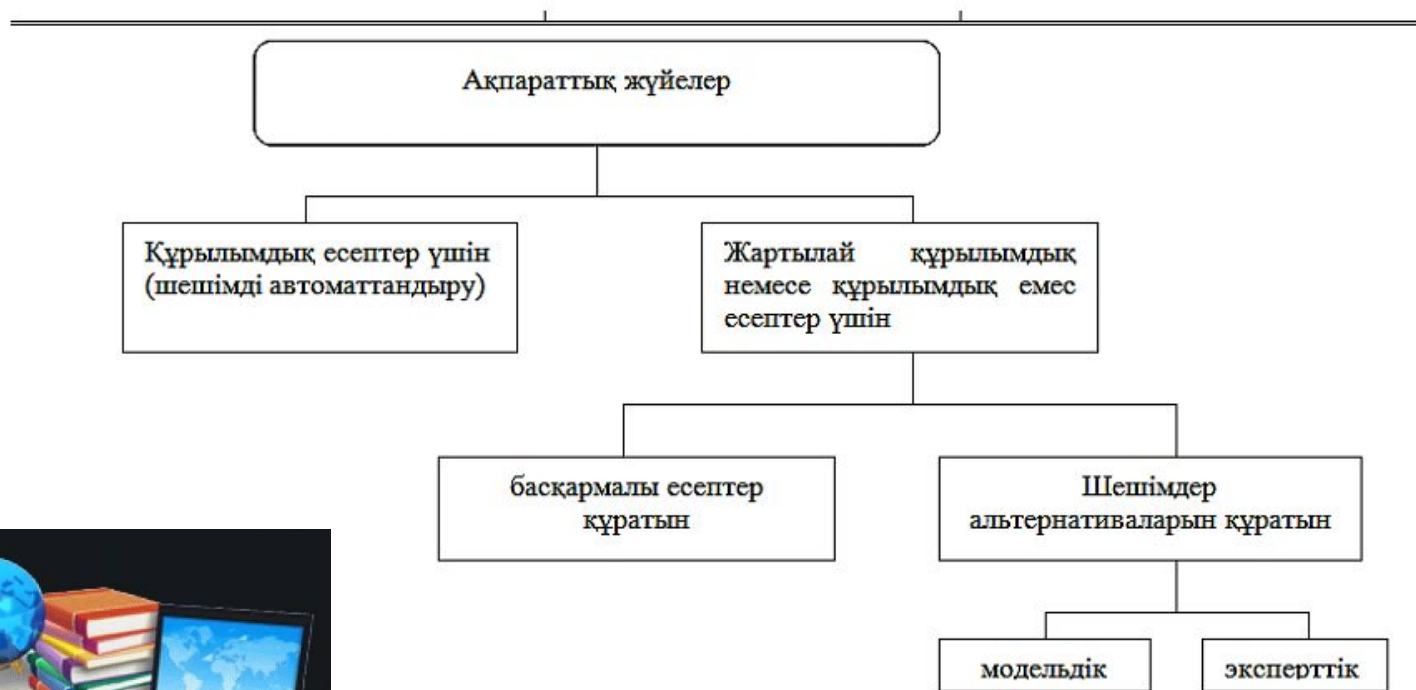 Ақпараттық жүйелер
Құрылымдық есептер үшін
(шешімді автоматтандыру)
Жартылай құрылымдық
немесе құрылымдық емес
есептер үшін
басқармалы есептер
құратын
Шешімдер
альтернативаларын құратын
модельдік
эксперттік